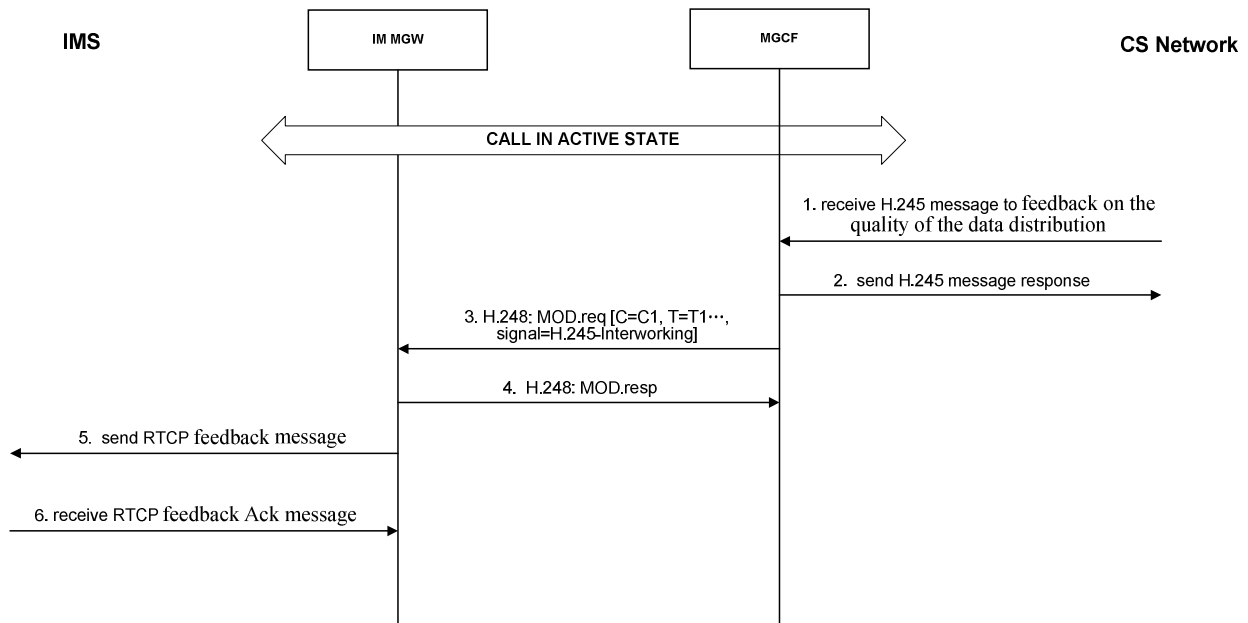 IMS
IM MGW
MGCF
CS Network
CALL IN ACTIVE STATE
1. receive H.245 message to feedback on the
quality of the data distribution
2. send H.245 message response
3. H.248: MOD.req [C=C1, T=T1⋯,
signal=H.245-Interworking]
4. H.248: MOD.resp
5. send RTCP feedback message
6. receive RTCP feedback Ack message